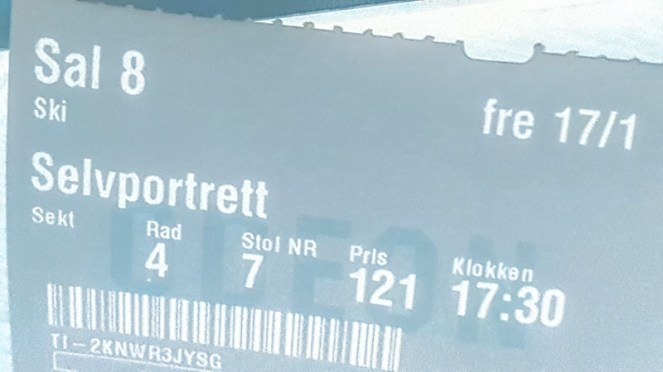 Sal 8
Ski
fre 17/1
Selvportrett
Sekt Rad Stol NR Pris Klokken
4 7 121 17:30
ODEON
TI-2KNWR3JYSG